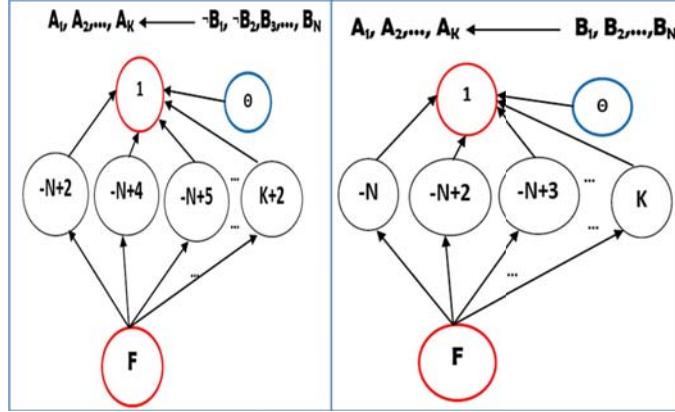 A₁, A₂,..., Aₖ ¬B₁, ¬B₂,B₃,..., Bₙ
1
Θ
-N+2 -N+4 -N+5 ... K+2
...
...
F
A₁, A₂,..., Aₖ B₁, B₂,...,Bₙ
1
Θ
-N -N+2 -N+3 ... K
...
...
F